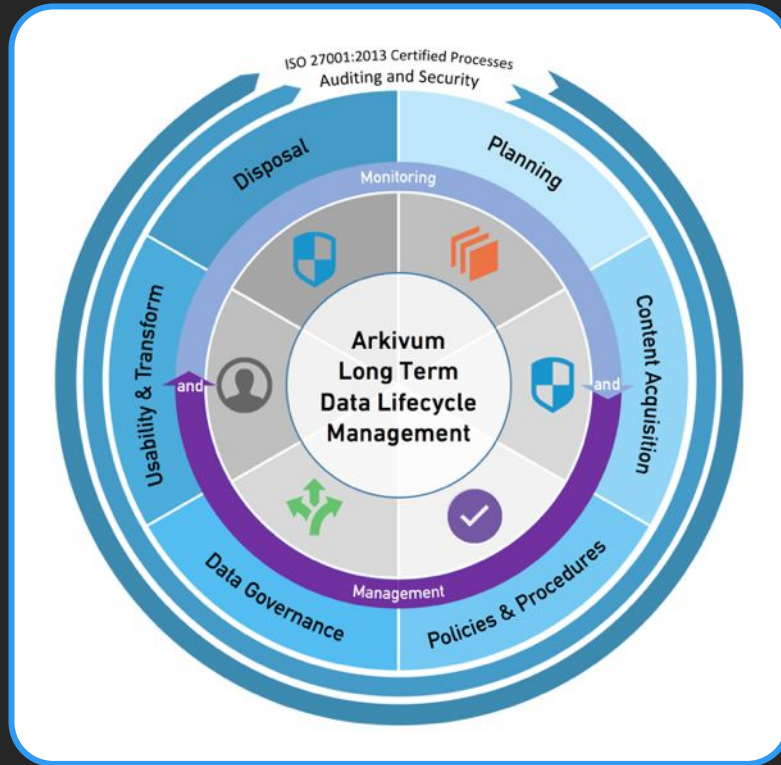 ISO 27001:2013 Certified Processes
Auditing and Security
Disposal
Planning
Monitoring
Usability & Transform
Content Acquisition
and
and
Arkivum
Long Term
Data Lifecycle
Management
Management
Data Governance
Policies & Procedures